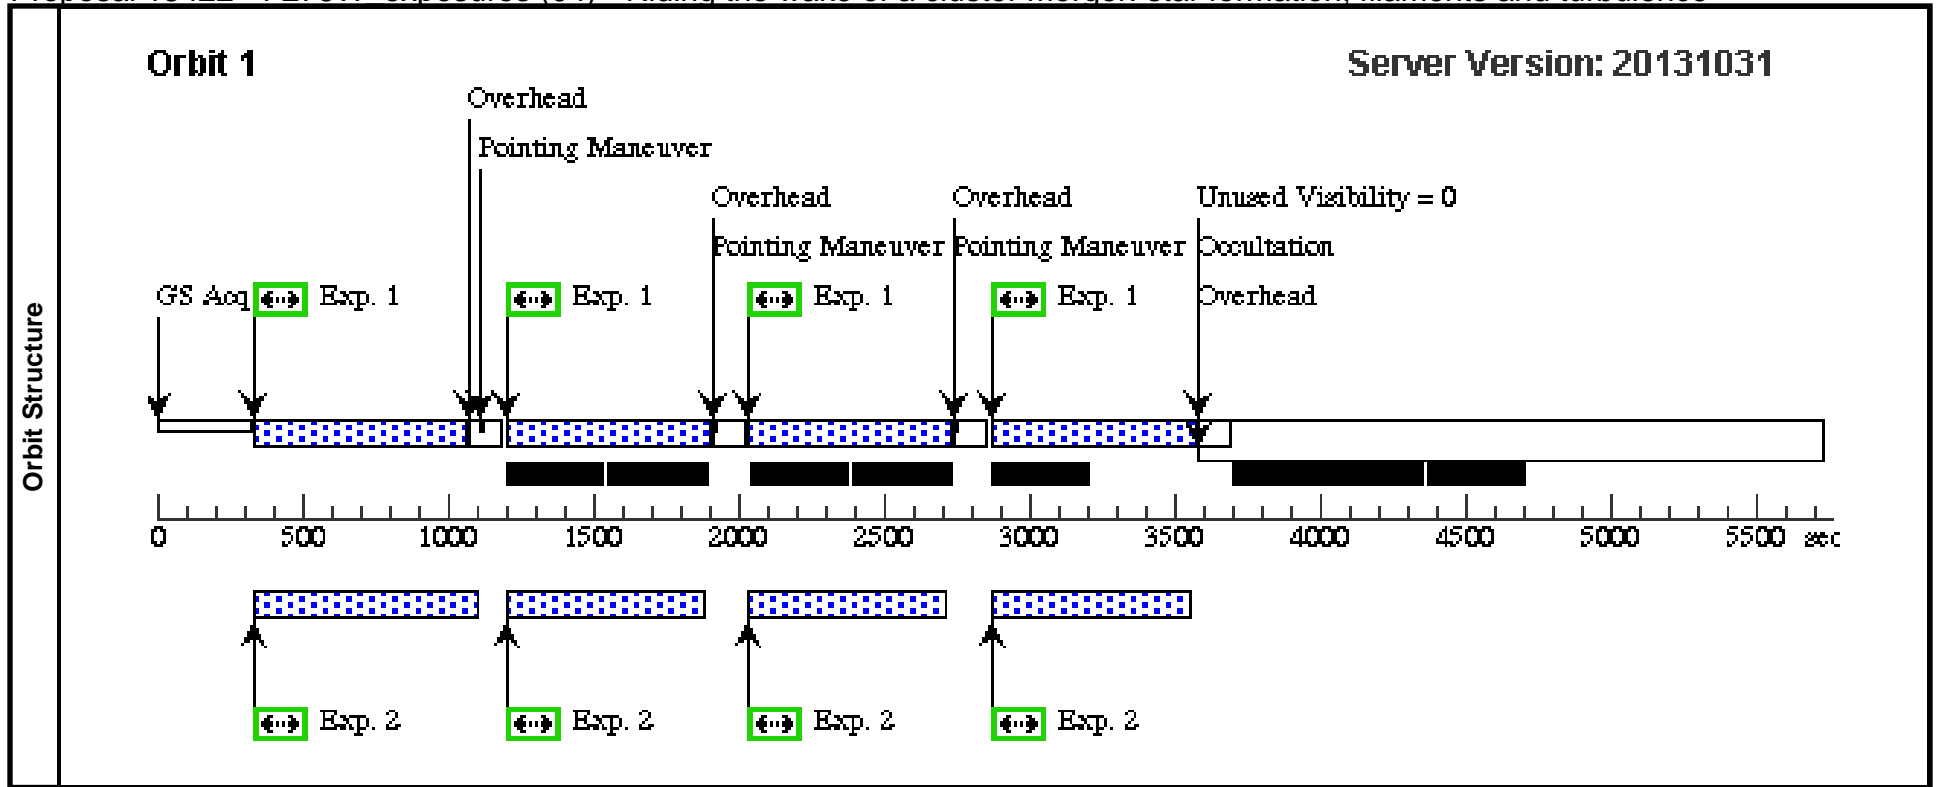 Orbit Structure
Orbit 1
Server Version: 20131031
Overhead
Pointing Maneuver
Overhead Overhead Unused Visibility = 0
Pointing Maneuver Pointing Maneuver Occultation
GS Acq Exp. 1 Exp. 1 Exp. 1 Exp. 1 Overhead
0 500 1000 1500 2000 2500 3000 3500 4000 4500 5000 5500 sec
Exp. 2 Exp. 2 Exp. 2 Exp. 2